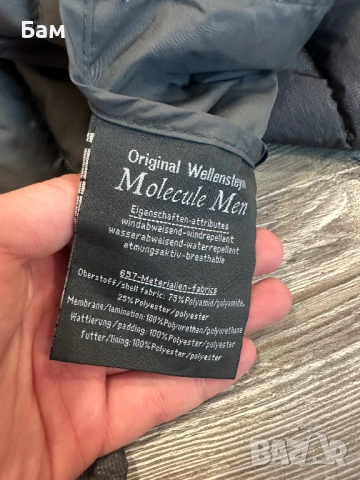 Бам
Original Wellensteyn
Molecule Men
Eigenschaften-attributes
windabweisend-windrepellent
wasserabweisend-waterrepellent
atmungsaktiv-breathable
657-Materialien-fabrics
Oberstoff/shell fabric: 75% Polyamid/polyamide,
25% Polyester/polyester
Membrane/lamination: 100% Polyurethan/polyurethane
Wattierung/padding: 100% Polyester/polyester
Futter/lining: 100% Polyester/polyester
BAZAR